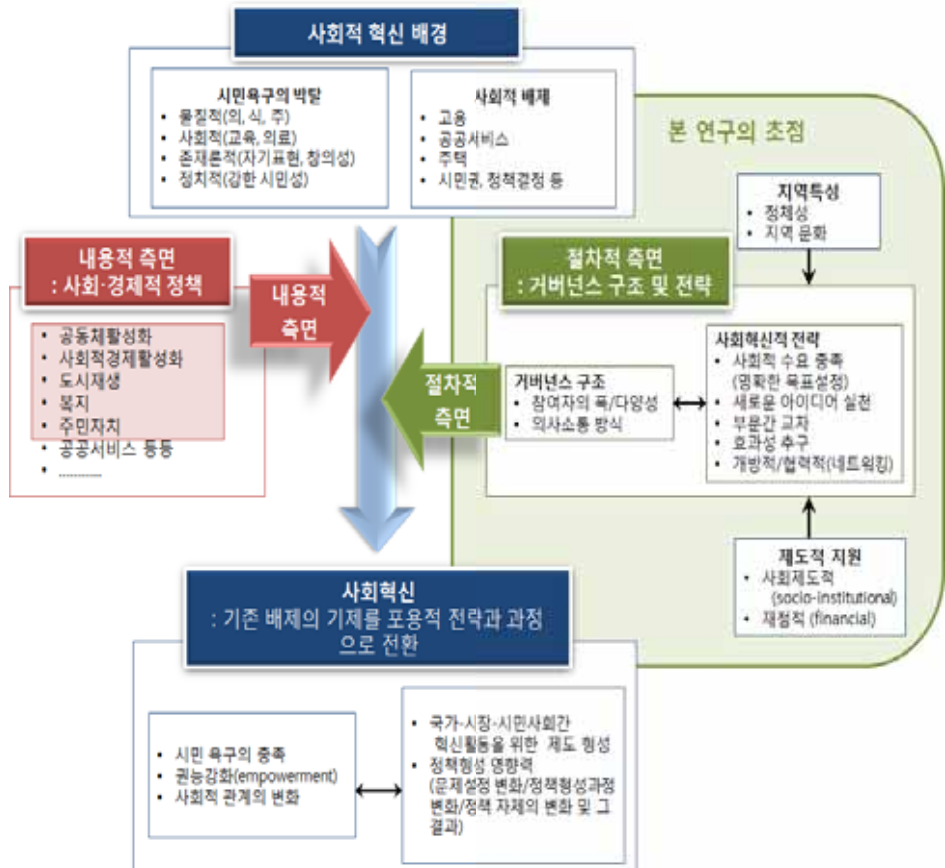 사회적 혁신 배경
시민욕구의 박탈
• 물질적(의, 식, 주)
• 사회적(교육, 의료)
• 존재론적(자기표현, 창의성)
• 정치적(강한 시민성)
사회적 배제
• 고용
• 공공서비스
• 주택
• 시민권, 정책결정 등
본 연구의 초점
지역특성
• 정체성
• 지역 문화
내용적 측면
: 사회·경제적 정책
• 공동체활성화
• 사회적경제활성화
• 도시재생
• 복지
• 주민자치
• 공공서비스 등등
• ............
내용적
측면
절차적 측면
: 거버넌스 구조 및 전략
절차적
측면
거버넌스 구조
• 참여자의 폭/다양성
• 의사소통 방식
사회혁신적 전략
• 사회적 수요 충족
(명확한 목표설정)
• 새로운 아이디어 실천
• 부문간 교차
• 효과성 추구
• 개방적/협력적(네트워킹)
제도적 지원
• 사회제도적
(socio-institutional)
• 재정적 (financial)
사회혁신
: 기존 배제의 기제를 포용적 전략과 과정
으로 전환
• 시민 욕구의 충족
• 권능강화(empowerment)
• 사회적 관계의 변화
• 국가-시장-시민사회간
혁신활동을 위한 제도 형성
• 정책형성 영향력
(문제설정 변화/정책형성과정
변화/정책 자체의 변화 및 그
결과)